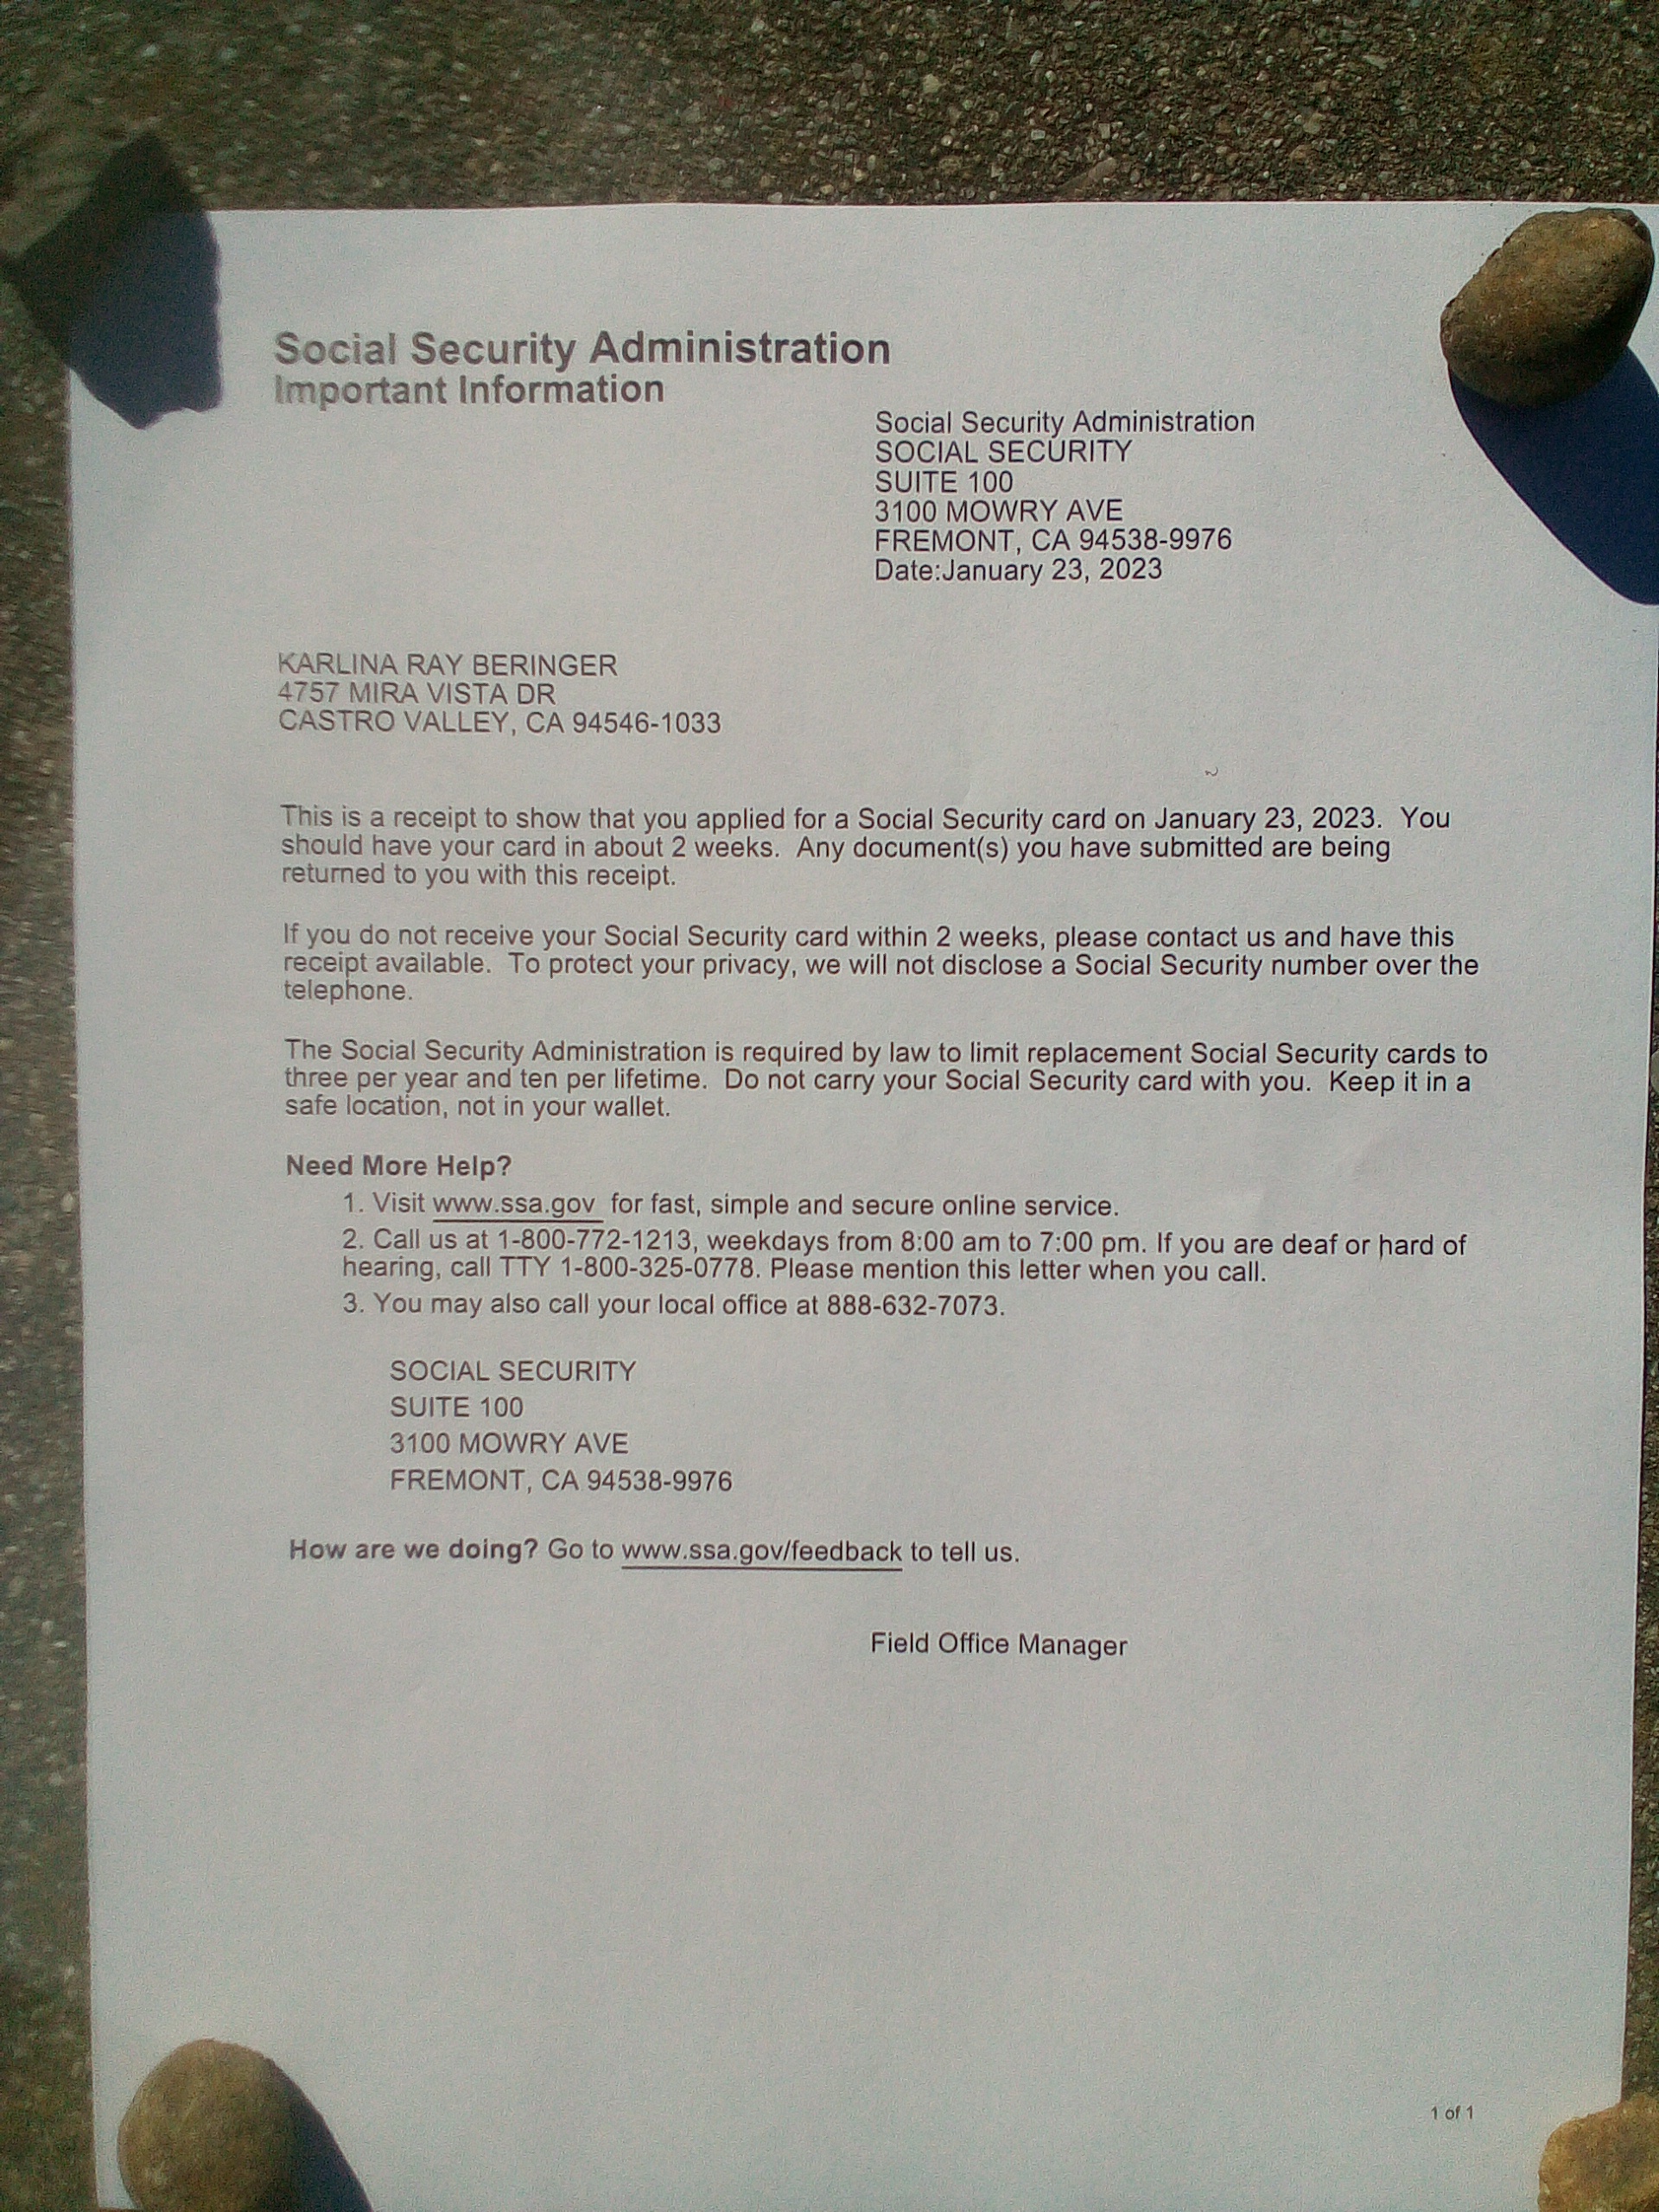 Social Security Administration
Important Information
Social Security Administration
SOCIAL SECURITY
SUITE 100
3100 MOWRY AVE
FREMONT, CA 94538-9976
Date:January 23, 2023
KARLINA RAY BERINGER
4757 MIRA VISTA DR
CASTRO VALLEY, CA 94546-1033
This is a receipt to show that you applied for a Social Security card on January 23, 2023.  You
should have your card in about 2 weeks.  Any document(s) you have submitted are being
returned to you with this receipt.
If you do not receive your Social Security card within 2 weeks, please contact us and have this
receipt available.  To protect your privacy, we will not disclose a Social Security number over the
telephone.
The Social Security Administration is required by law to limit replacement Social Security cards to
three per year and ten per lifetime.  Do not carry your Social Security card with you.  Keep it in a
safe location, not in your wallet.
Need More Help?
1. Visit www.ssa.gov for fast, simple and secure online service.
2. Call us at 1-800-772-1213, weekdays from 8:00 am to 7:00 pm. If you are deaf or hard of
hearing, call TTY 1-800-325-0778. Please mention this letter when you call.
3. You may also call your local office at 888-632-7073.
SOCIAL SECURITY
SUITE 100
3100 MOWRY AVE
FREMONT, CA 94538-9976
How are we doing? Go to www.ssa.gov/feedback to tell us.
Field Office Manager
1 of 1